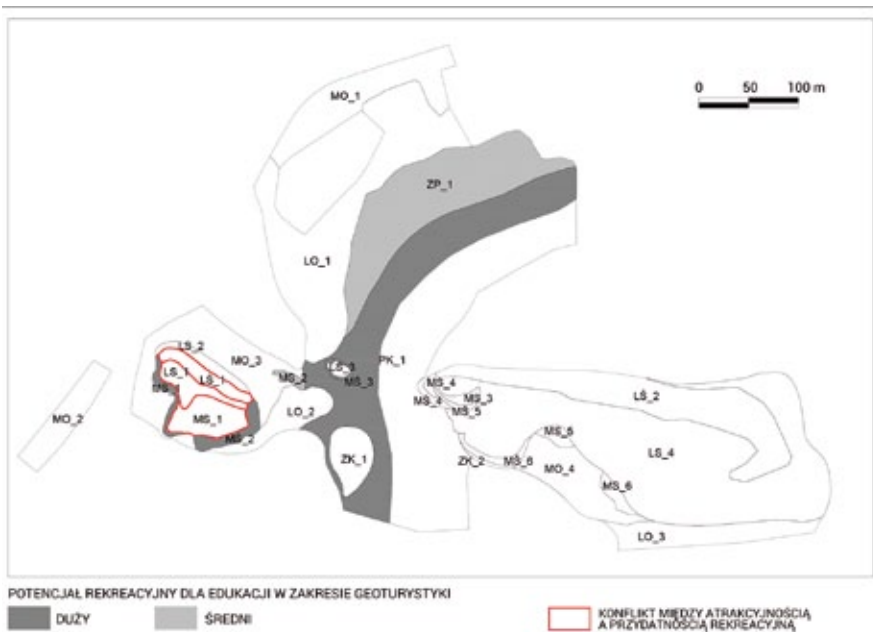 MO_1
0 50 100 m
ZP_1
LO_1
LS_2
MO_3
LS_1
LS_1
MS_1
MS_2
LS_3
MS_3
PK_1
MS_4
MS_4
MS_3
MS_5
LS_2
MO_2
MS_1
MS_2
LO_2
ZK_1
ZK_2
MS_5
MS_6
MO_4
LS_4
MS_6
LO_3
POTENCJAŁ REKREACYJNY DLA EDUKACJI W ZAKRESIE GEOTURYSTYKI
DUŻY ŚREDNI
KONFLIKT MIĘDZY ATRAKCYJNOŚCIĄ
A PRZYDATNOŚCIĄ REKREACYJNĄ